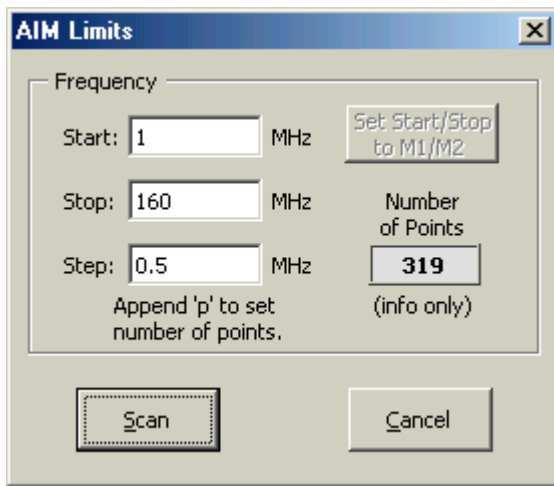 AIM Limits
Frequency
Start: 1 MHz
Set Start/Stop
to M1/M2
Stop: 160 MHz
Number
of Points
Step: 0.5 MHz
319
Append 'p' to set
number of points.
(info only)
Scan
Cancel